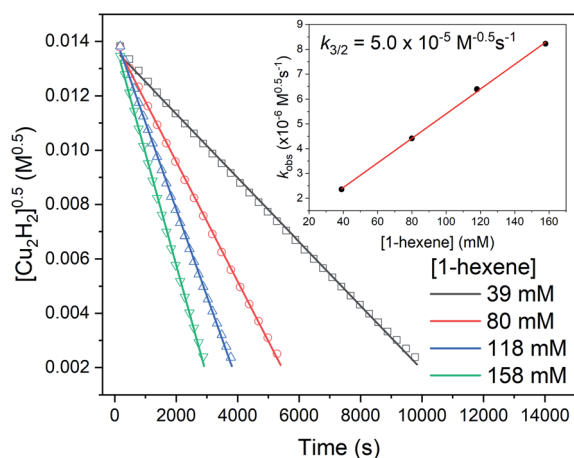 0.014
0.012
0.010
0.008
0.006
0.004
0.002
[Cu₂H₂]⁰·⁵ (M⁰·⁵)
0 2000 4000 6000 8000 10000 12000 14000
Time (s)
k₃/₂ = 5.0 x 10⁻⁵ M⁻⁰·⁵s⁻¹
9
8
7
6
5
4
3
2
k_obs (x10⁻⁶ M⁰·⁵s⁻¹)
20 40 60 80 100 120 140 160
[1-hexene] (mM)
[1-hexene]
39 mM
80 mM
118 mM
158 mM